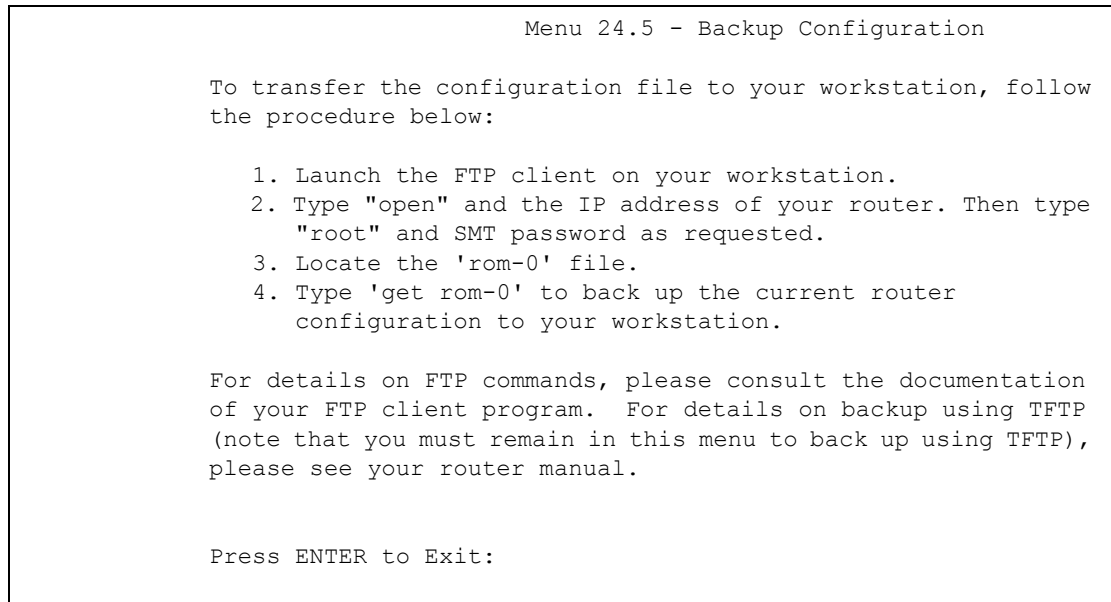 Menu 24.5 - Backup Configuration
To transfer the configuration file to your workstation, follow
the procedure below:
1. Launch the FTP client on your workstation.
2. Type "open" and the IP address of your router. Then type
"root" and SMT password as requested.
3. Locate the 'rom-0' file.
4. Type 'get rom-0' to back up the current router
configuration to your workstation.
For details on FTP commands, please consult the documentation
of your FTP client program.  For details on backup using TFTP
(note that you must remain in this menu to back up using TFTP),
please see your router manual.
Press ENTER to Exit: